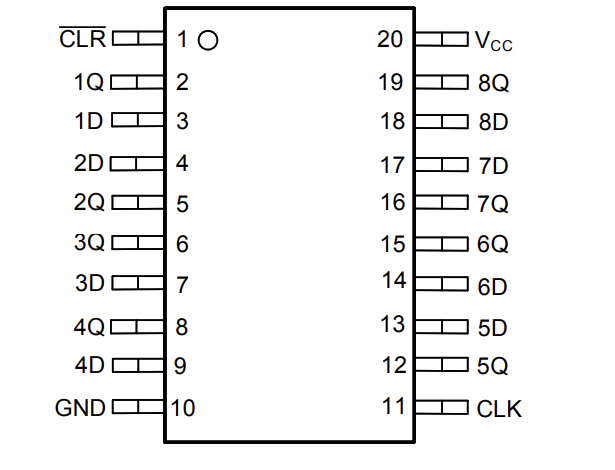 C̅L̅R̅ 1 20 VCC
1Q 2 19 8Q
1D 3 18 8D
2D 4 17 7D
2Q 5 16 7Q
3Q 6 15 6Q
3D 7 14 6D
4Q 8 13 5D
4D 9 12 5Q
GND 10 11 CLK